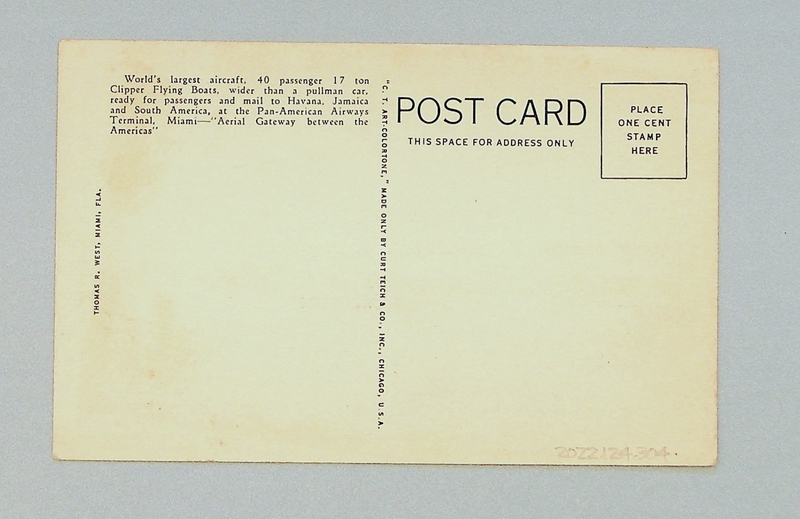 World's largest aircraft, 40 passenger 17 ton
Clipper Flying Boats, wider than a pullman car,
ready for passengers and mail to Havana, Jamaica
and South America, at the Pan-American Airways
Terminal, Miami—"Aerial Gateway between the
Americas"
THOMAS R. WEST, MIAMI, FLA.
"C. T. ART-COLORTONE," MADE ONLY BY CURT TEICH & CO., INC., CHICAGO, U.S.A.
POST CARD
THIS SPACE FOR ADDRESS ONLY
PLACE
ONE CENT
STAMP
HERE
2022.124.304